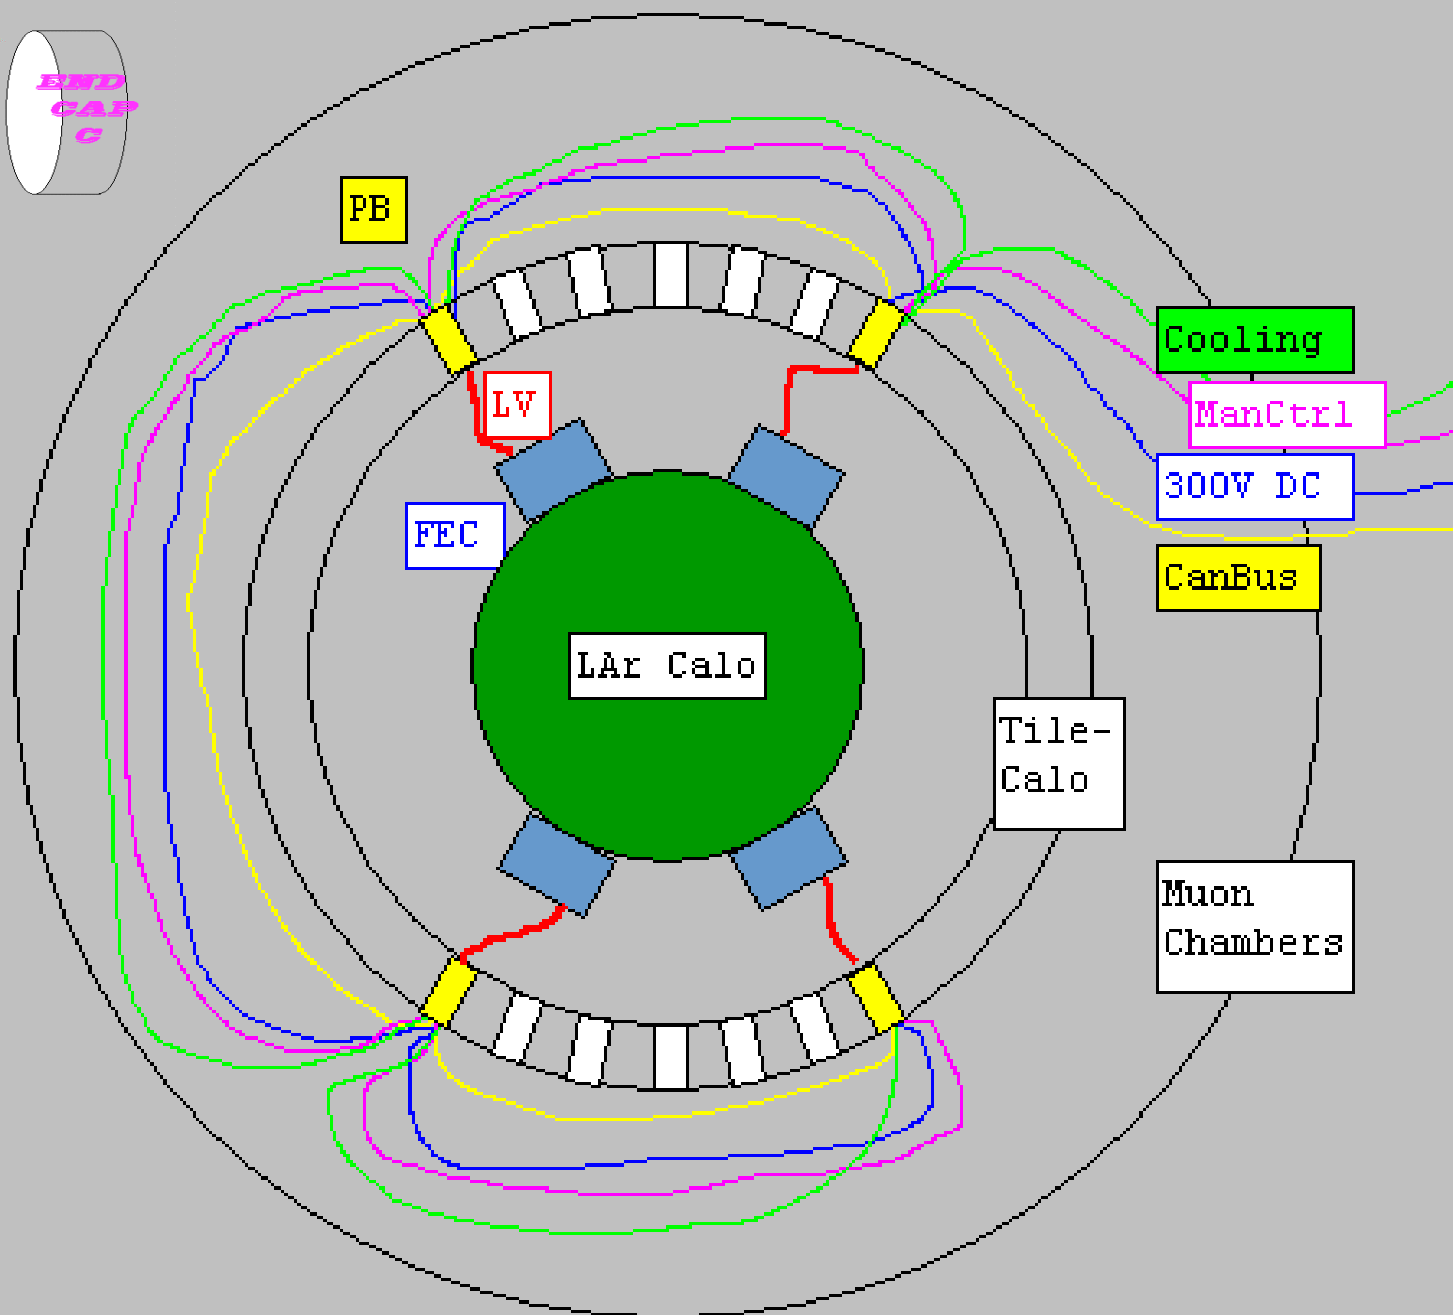 END
CAP
C
PB
Cooling
LV
ManCtrl
300V DC
FEC
CanBus
LAr Calo
Tile-
Calo
Muon
Chambers